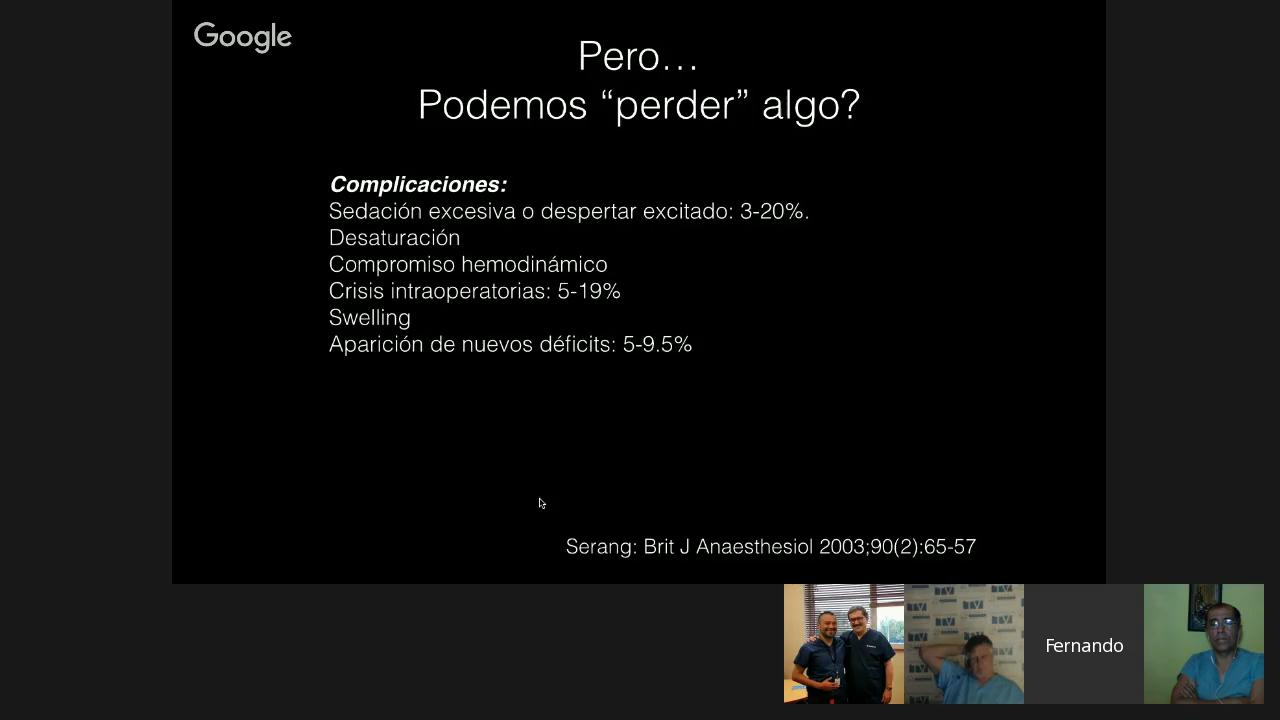 Google
Pero...
Podemos “perder” algo?
Complicaciones:
Sedación excesiva o despertar excitado: 3-20%.
Desaturación
Compromiso hemodinámico
Crisis intraoperatorias: 5-19%
Swelling
Aparición de nuevos déficits: 5-9.5%
Serang: Brit J Anaesthesiol 2003;90(2):65-57
Fernando